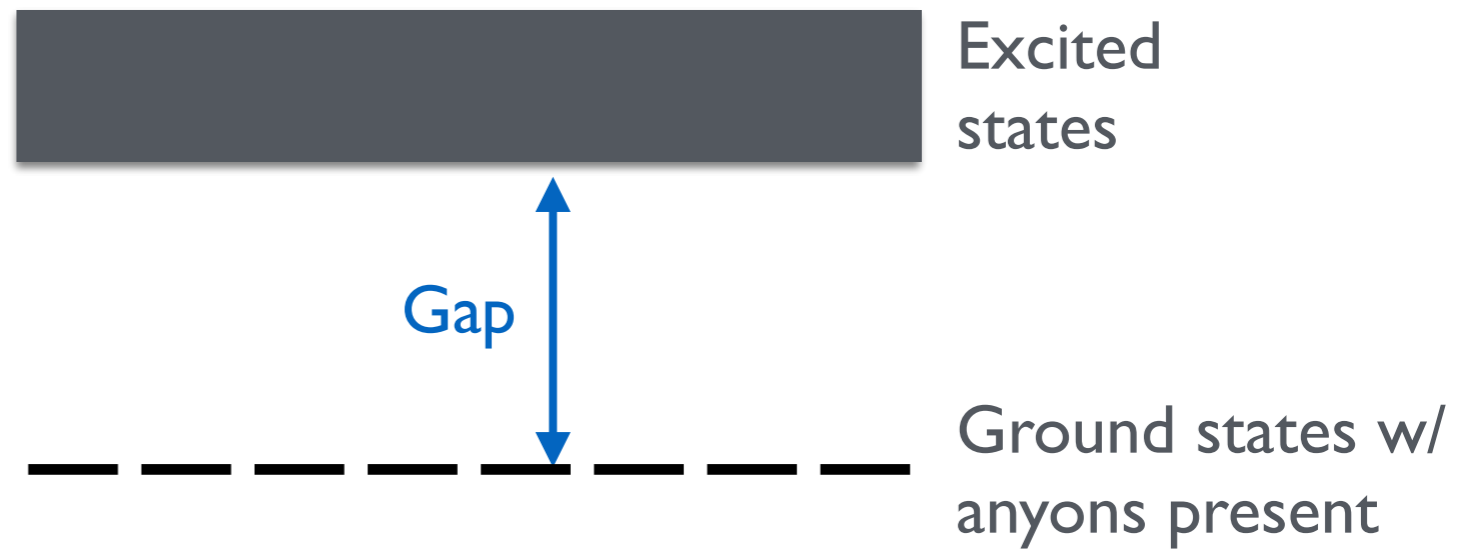 Excited
states
Gap
Ground states w/
anyons present